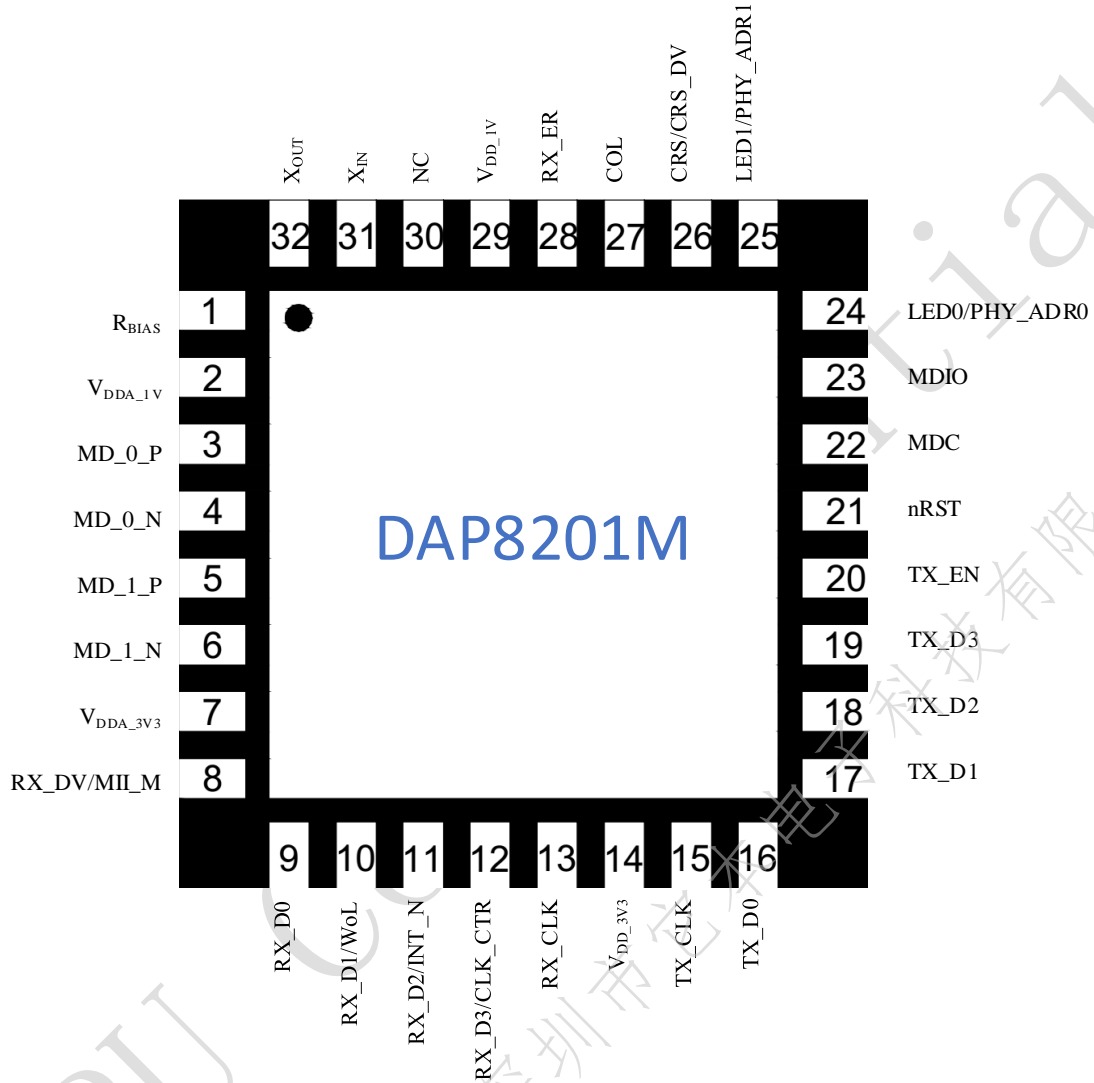 X_OUT
X_IN
NC
V_DD_1V
RX_ER
COL
CRS/CRS_DV
LED1/PHY_ADR1
32
31
30
29
28
27
26
25
R_BIAS 1
V_DDA_1V 2
MD_0_P 3
MD_0_N 4
MD_1_P 5
MD_1_N 6
V_DDA_3V3 7
RX_DV/MII_M 8
DAP8201M
24 LED0/PHY_ADR0
23 MDIO
22 MDC
21 nRST
20 TX_EN
19 TX_D3
18 TX_D2
17 TX_D1
9
10
11
12
13
14
15
16
RX_D0
RX_D1/WoL
RX_D2/INT_N
RX_D3/CLK_CTR
RX_CLK
V_DD_3V3
TX_CLK
TX_D0